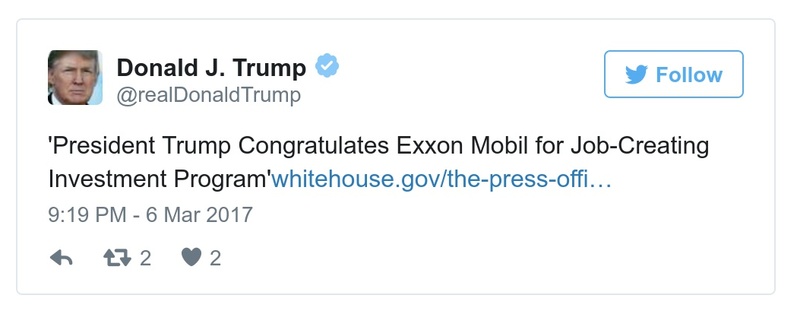 Donald J. Trump
@realDonaldTrump
Follow
'President Trump Congratulates Exxon Mobil for Job-Creating
Investment Program'whitehouse.gov/the-press-offi…
9:19 PM - 6 Mar 2017
2 2